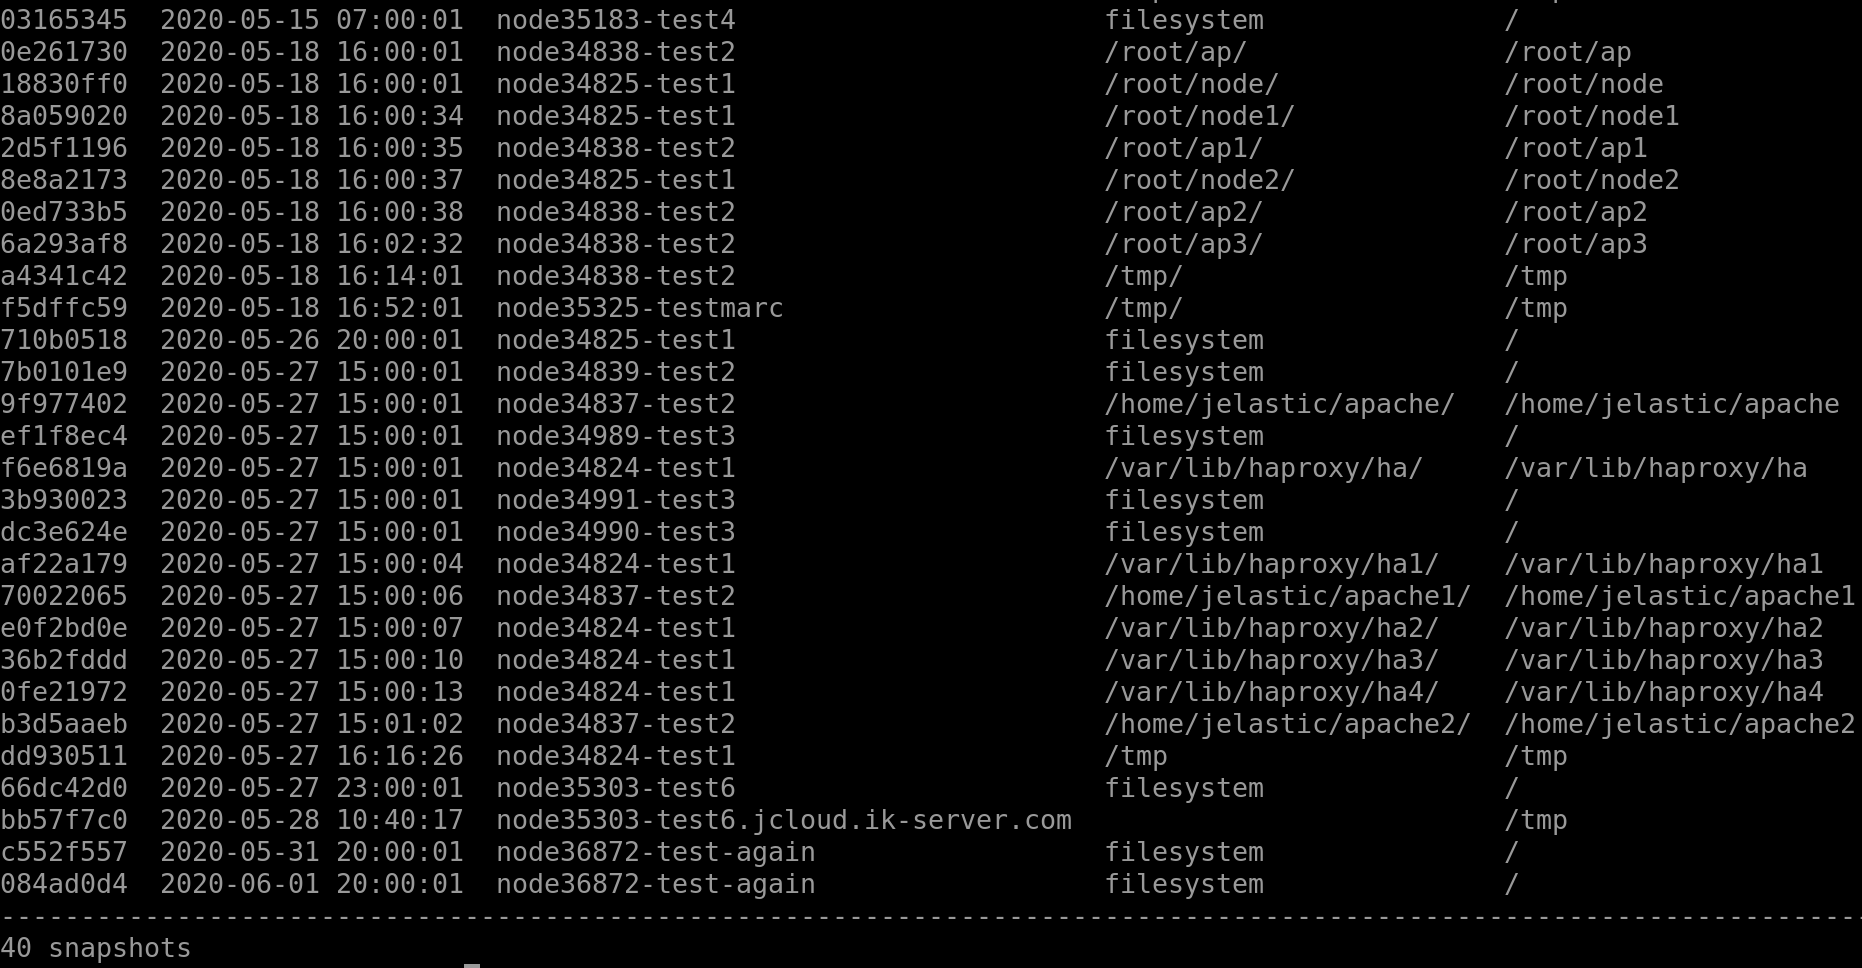 03165345  2020-05-15 07:00:01  node35183-test4                       filesystem               /
0e261730  2020-05-18 16:00:01  node34838-test2                       /root/ap/                /root/ap
18830ff0  2020-05-18 16:00:01  node34825-test1                       /root/node/              /root/node
8a059020  2020-05-18 16:00:34  node34825-test1                       /root/node1/             /root/node1
2d5f1196  2020-05-18 16:00:35  node34838-test2                       /root/ap1/               /root/ap1
8e8a2173  2020-05-18 16:00:37  node34825-test1                       /root/node2/             /root/node2
0ed733b5  2020-05-18 16:00:38  node34838-test2                       /root/ap2/               /root/ap2
6a293af8  2020-05-18 16:02:32  node34838-test2                       /root/ap3/               /root/ap3
a4341c42  2020-05-18 16:14:01  node34838-test2                       /tmp/                    /tmp
f5dffc59  2020-05-18 16:52:01  node35325-testmarc                    /tmp/                    /tmp
710b0518  2020-05-26 20:00:01  node34825-test1                       filesystem               /
7b0101e9  2020-05-27 15:00:01  node34839-test2                       filesystem               /
9f977402  2020-05-27 15:00:01  node34837-test2                       /home/jelastic/apache/   /home/jelastic/apache
ef1f8ec4  2020-05-27 15:00:01  node34989-test3                       filesystem               /
f6e6819a  2020-05-27 15:00:01  node34824-test1                       /var/lib/haproxy/ha/     /var/lib/haproxy/ha
3b930023  2020-05-27 15:00:01  node34991-test3                       filesystem               /
dc3e624e  2020-05-27 15:00:01  node34990-test3                       filesystem               /
af22a179  2020-05-27 15:00:04  node34824-test1                       /var/lib/haproxy/ha1/    /var/lib/haproxy/ha1
70022065  2020-05-27 15:00:06  node34837-test2                       /home/jelastic/apache1/  /home/jelastic/apache1
e0f2bd0e  2020-05-27 15:00:07  node34824-test1                       /var/lib/haproxy/ha2/    /var/lib/haproxy/ha2
36b2fddd  2020-05-27 15:00:10  node34824-test1                       /var/lib/haproxy/ha3/    /var/lib/haproxy/ha3
0fe21972  2020-05-27 15:00:13  node34824-test1                       /var/lib/haproxy/ha4/    /var/lib/haproxy/ha4
b3d5aaeb  2020-05-27 15:01:02  node34837-test2                       /home/jelastic/apache2/  /home/jelastic/apache2
dd930511  2020-05-27 16:16:26  node34824-test1                       /tmp                     /tmp
66dc42d0  2020-05-27 23:00:01  node35303-test6                       filesystem               /
bb57f7c0  2020-05-28 10:40:17  node35303-test6.jcloud.ik-server.com                           /tmp
c552f557  2020-05-31 20:00:01  node36872-test-again                  filesystem               /
084ad0d4  2020-06-01 20:00:01  node36872-test-again                  filesystem               /
---------------------------------------------------------------------------------------------------------------------
40 snapshots